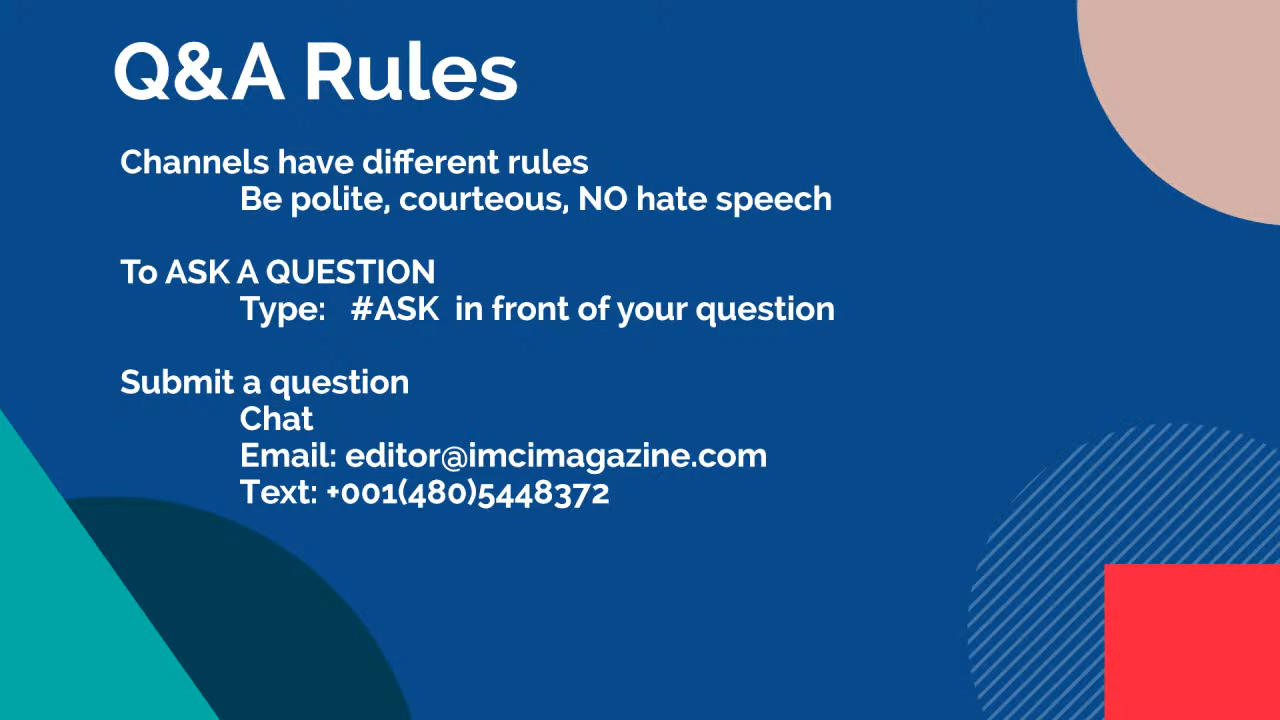 Q&A Rules
Channels have different rules
Be polite, courteous, NO hate speech
To ASK A QUESTION
Type: #ASK in front of your question
Submit a question
Chat
Email: editor@imcimagazine.com
Text: +001(480)5448372